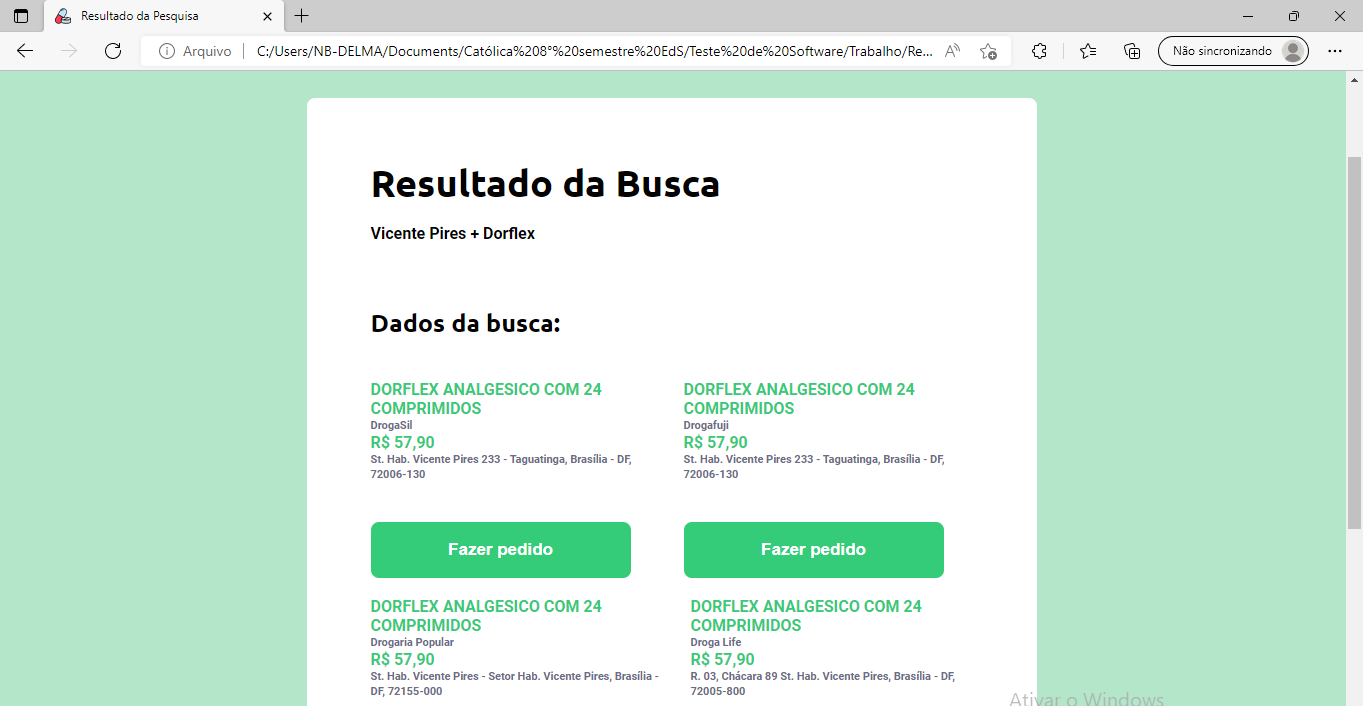 Resultado da Pesquisa
Arquivo
C:/Users/NB-DELMA/Documents/Católica%208°%20semestre%20EdS/Teste%20de%20Software/Trabalho/Re...
Não sincronizando
Resultado da Busca
Vicente Pires + Dorflex
Dados da busca:
DORFLEX ANALGESICO COM 24
COMPRIMIDOS
DrogaSil
R$ 57,90
St. Hab. Vicente Pires 233 - Taguatinga, Brasília - DF,
72006-130
Fazer pedido
DORFLEX ANALGESICO COM 24
COMPRIMIDOS
Drogafuji
R$ 57,90
St. Hab. Vicente Pires 233 - Taguatinga, Brasília - DF,
72006-130
Fazer pedido
DORFLEX ANALGESICO COM 24
COMPRIMIDOS
Drogaria Popular
R$ 57,90
St. Hab. Vicente Pires - Setor Hab. Vicente Pires, Brasília -
DF, 72155-000
DORFLEX ANALGESICO COM 24
COMPRIMIDOS
Droga Life
R$ 57,90
R. 03, Chácara 89 St. Hab. Vicente Pires, Brasília - DF,
72005-800
Ativar o Windows